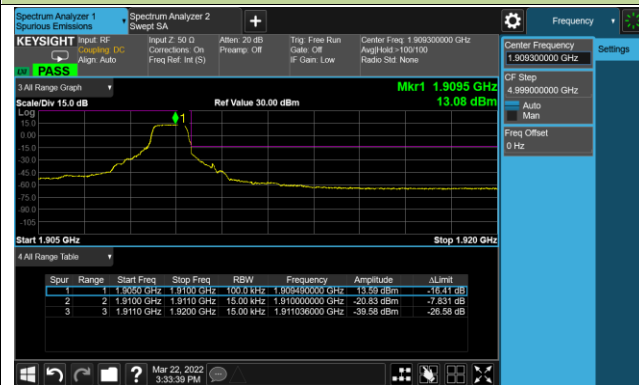 Spectrum Analyzer 1
Spurious Emissions
Spectrum Analyzer 2
Swept SA
Frequency
KEYSIGHT
Input: RF
Coupling: DC
Align: Auto
Input Z: 50 Ω
Corrections: On
Freq Ref: Int (S)
Atten: 20 dB
Preamp: Off
Trig: Free Run
Gate: Off
IF Gain: Low
Center Freq: 1.909300000 GHz
Avg|Hold:>100/100
Radio Std: None
PASS
3 All Range Graph
Mkr1 1.9095 GHz
13.08 dBm
Scale/Div 15.0 dB
Ref Value 30.00 dBm
Log
15.0
0.00
-15.0
-30.0
-45.0
-60.0
-75.0
-90.0
-105
1
Start 1.905 GHz
Stop 1.920 GHz
4 All Range Table
Spur Range Start Freq Stop Freq RBW Frequency Amplitude ΔLimit
1 1 1.9050 GHz 1.9100 GHz 100.0 kHz 1.909490000 GHz 13.59 dBm -16.41 dB
2 2 1.9100 GHz 1.9110 GHz 15.00 kHz 1.910000000 GHz -20.83 dBm -7.831 dB
3 3 1.9110 GHz 1.9200 GHz 15.00 kHz 1.911036000 GHz -39.58 dBm -26.58 dB
Mar 22, 2022
3:33:39 PM
Center Frequency
1.909300000 GHz
Settings
CF Step
4.999000000 GHz
Auto
Man
Freq Offset
0 Hz